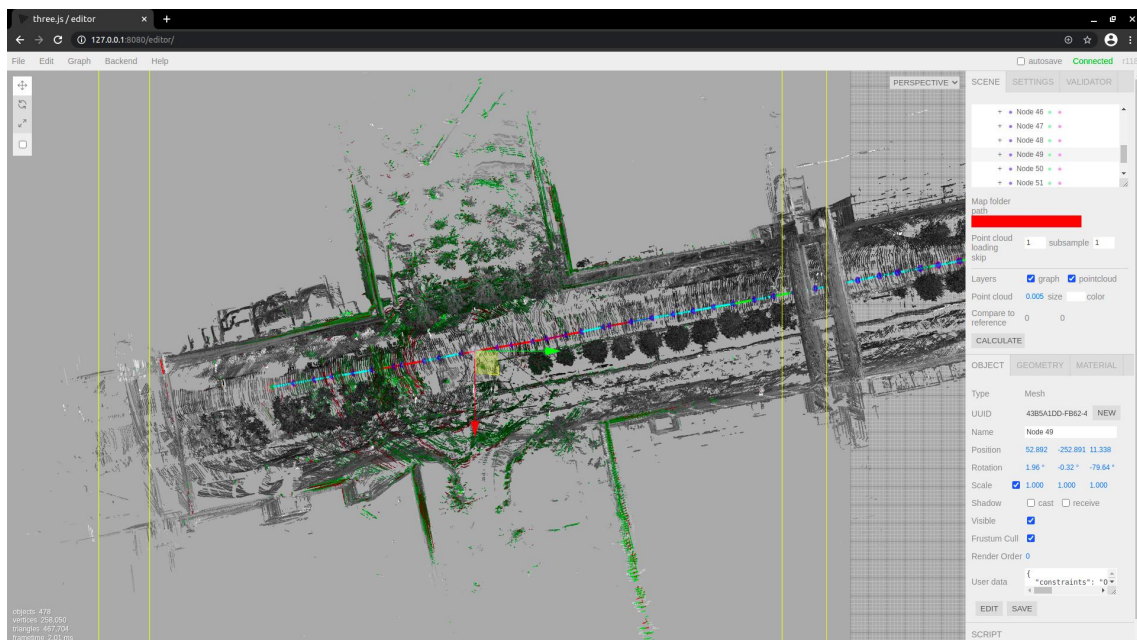 three.js / editor
127.0.0.1:8080/editor/
File Edit Graph Backend Help
autosave Connected
PERSPECTIVE
SCENE SETTINGS VALIDATOR
Node 46
Node 47
Node 48
Node 49
Node 50
Node 51
Map folder
path
Point cloud
loading
skip
1 subsample 1
Layers graph pointcloud
Point cloud 0.005 size color
Compare to
reference
0 0
CALCULATE
OBJECT GEOMETRY MATERIAL
Type Mesh
UUID 43B5A1DD-FB62-4 NEW
Name Node 49
Position 52.892 -252.891 11.338
Rotation 1.96 ° -0.32 ° -79.64 °
Scale 1.000 1.000 1.000
Shadow cast receive
Visible
Frustum Cull
Render Order 0
User data {
"constraints": "0
EDIT SAVE
SCRIPT
objects 478
vertices 258,050
triangles 467,704
frametime 2.01 ms